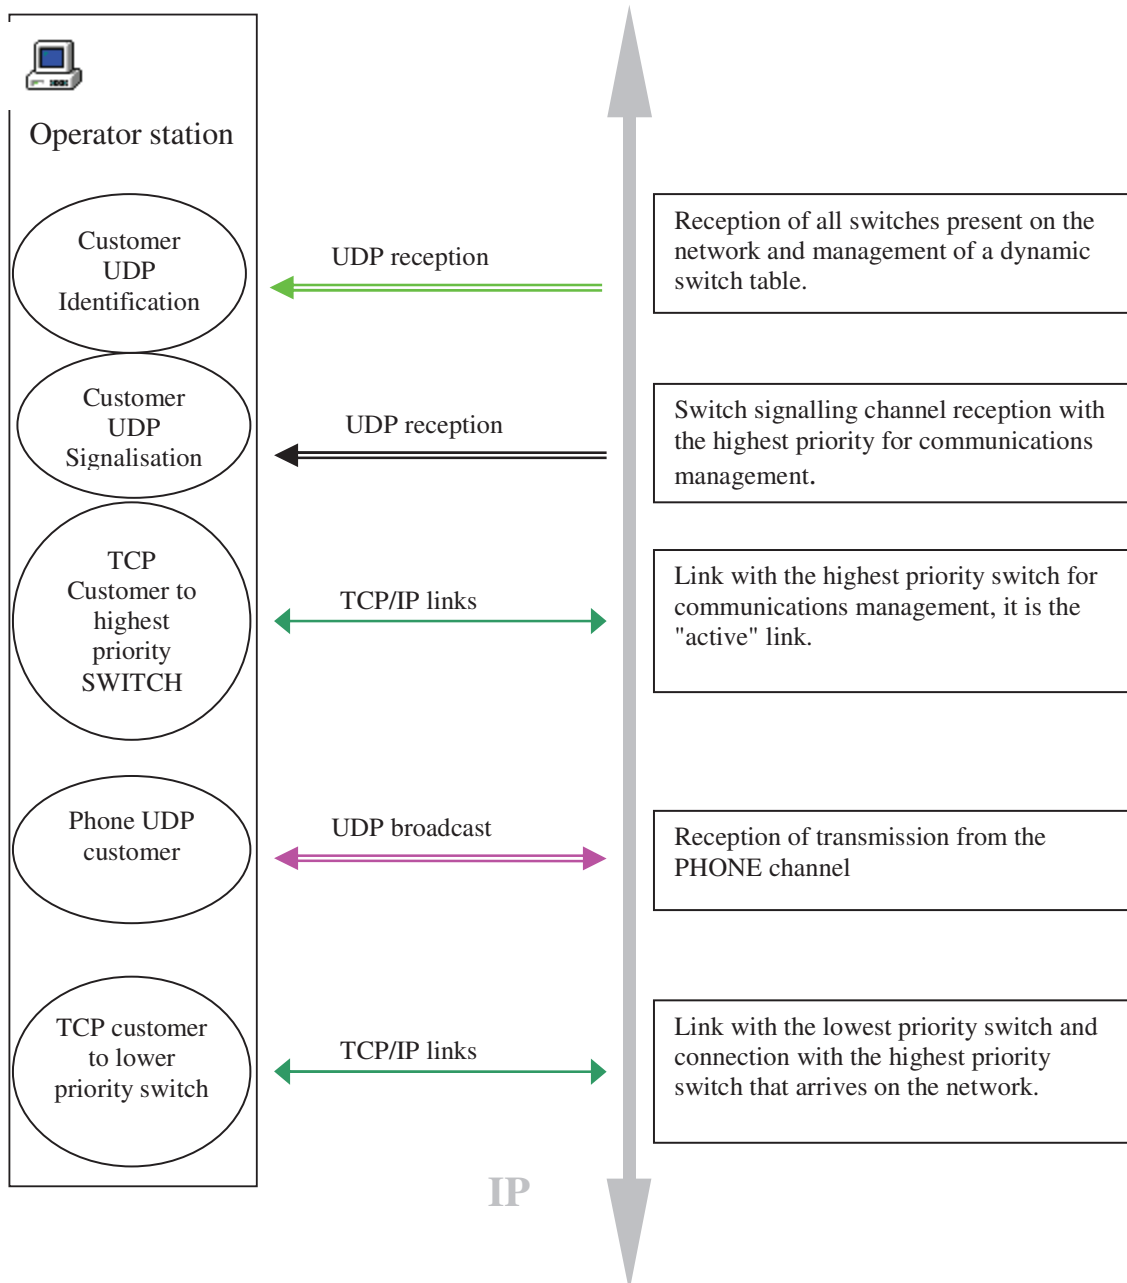 Operator station
Customer
UDP
Identification
UDP reception
Reception of all switches present on the
network and management of a dynamic
switch table.
Customer
UDP
Signalisation
UDP reception
Switch signalling channel reception with
the highest priority for communications
management.
TCP
Customer to
highest
priority
SWITCH
TCP/IP links
Link with the highest priority switch for
communications management, it is the
"active" link.
Phone UDP
customer
UDP broadcast
Reception of transmission from the
PHONE channel
TCP customer
to lower
priority switch
TCP/IP links
Link with the lowest priority switch and
connection with the highest priority
switch that arrives on the network.
IP